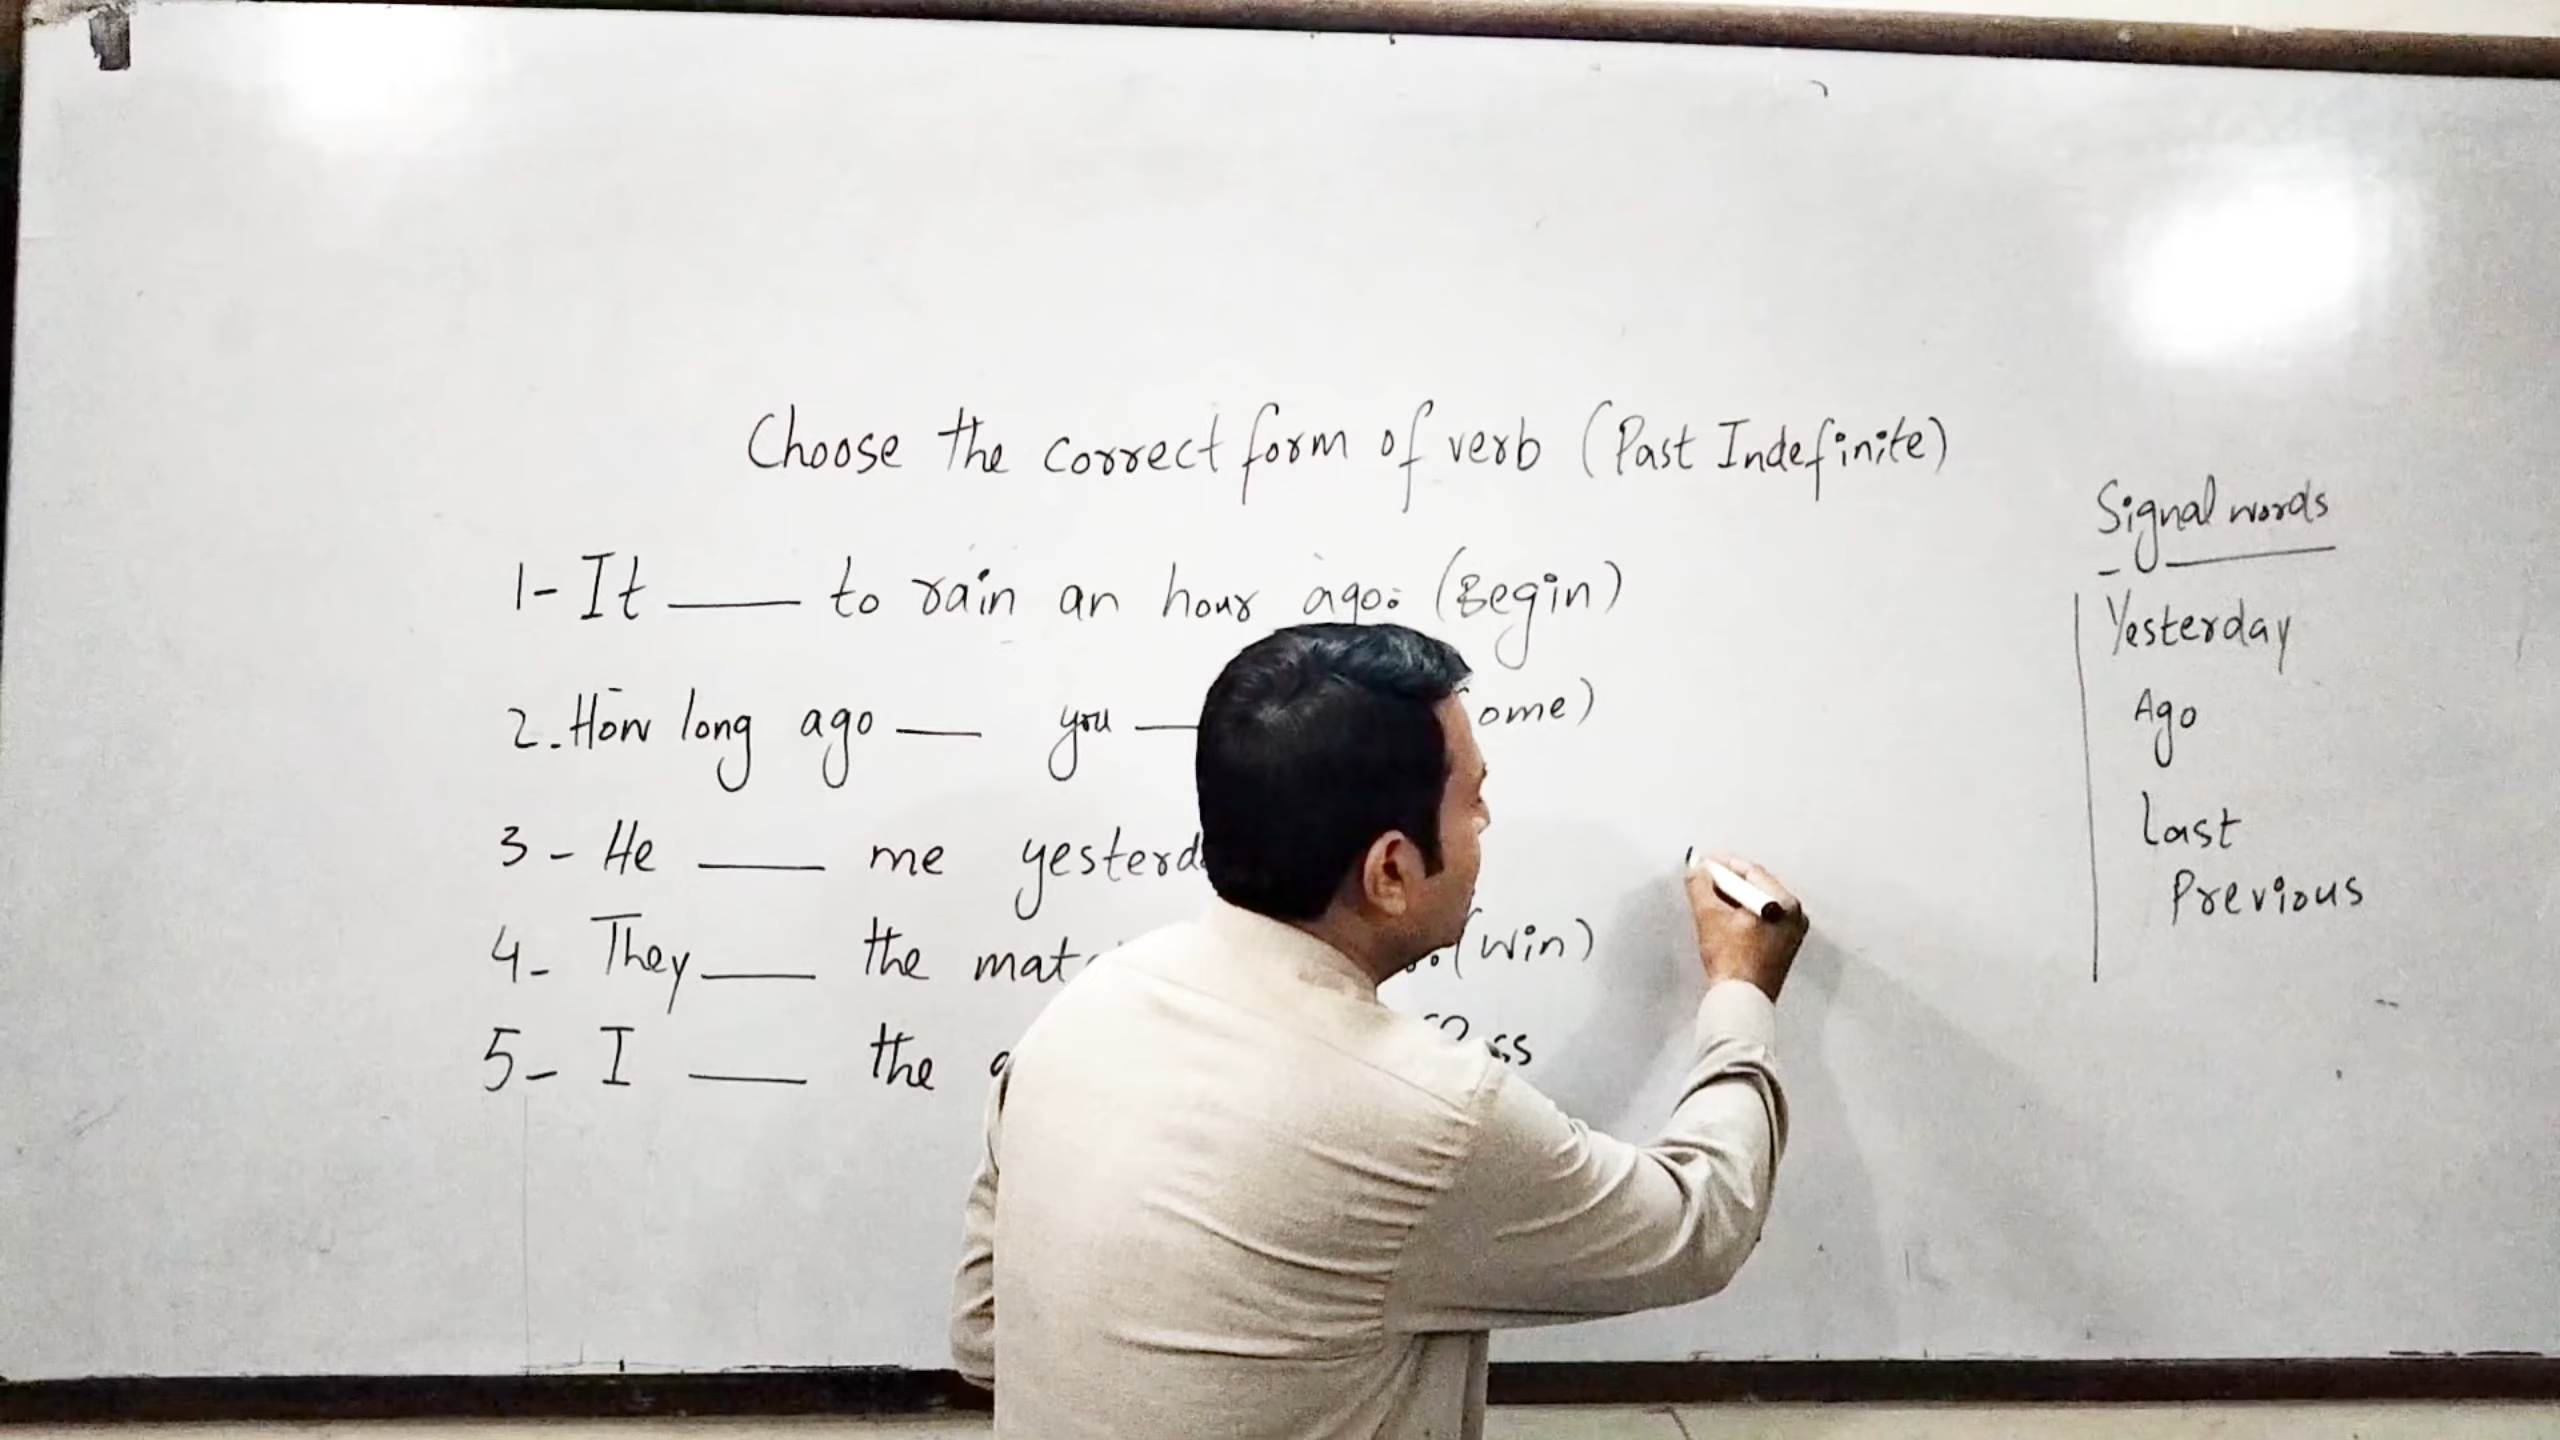 Choose the correct form of verb (Past Indefinite)
1- It ___ to rain an hour ago. (Begin)
2. How long ago ___ you ___ ome)
3- He ___ me yesterd
4- They ___ the mat (win)
5- I ___ the
Signal words
Yesterday
Ago
Last
Previous